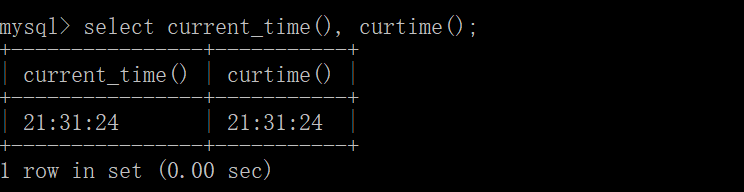 mysql> select current_time(), curtime();
+----------------+-----------+
| current_time() | curtime() |
+----------------+-----------+
| 21:31:24       | 21:31:24  |
+----------------+-----------+
1 row in set (0.00 sec)